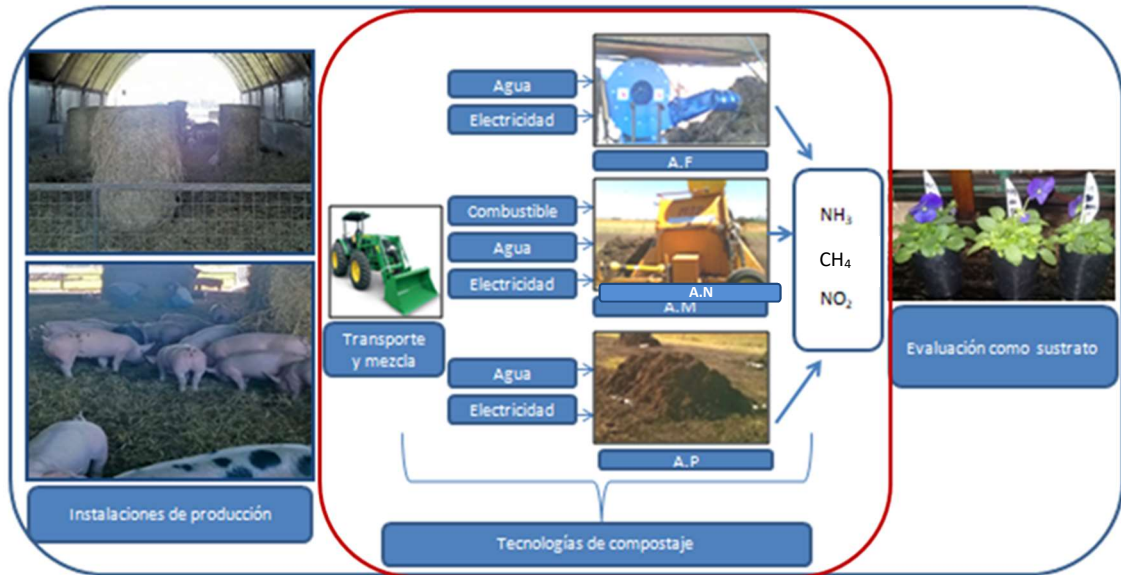 Agua
Electricidad
A.F
Combustible
Agua
Electricidad
A.N
A.M
Agua
Electricidad
A.P
Transporte
y mezcla
NH₃
CH₄
NO₂
Evaluación como sustrato
Instalaciones de producción
Tecnologías de compostaje